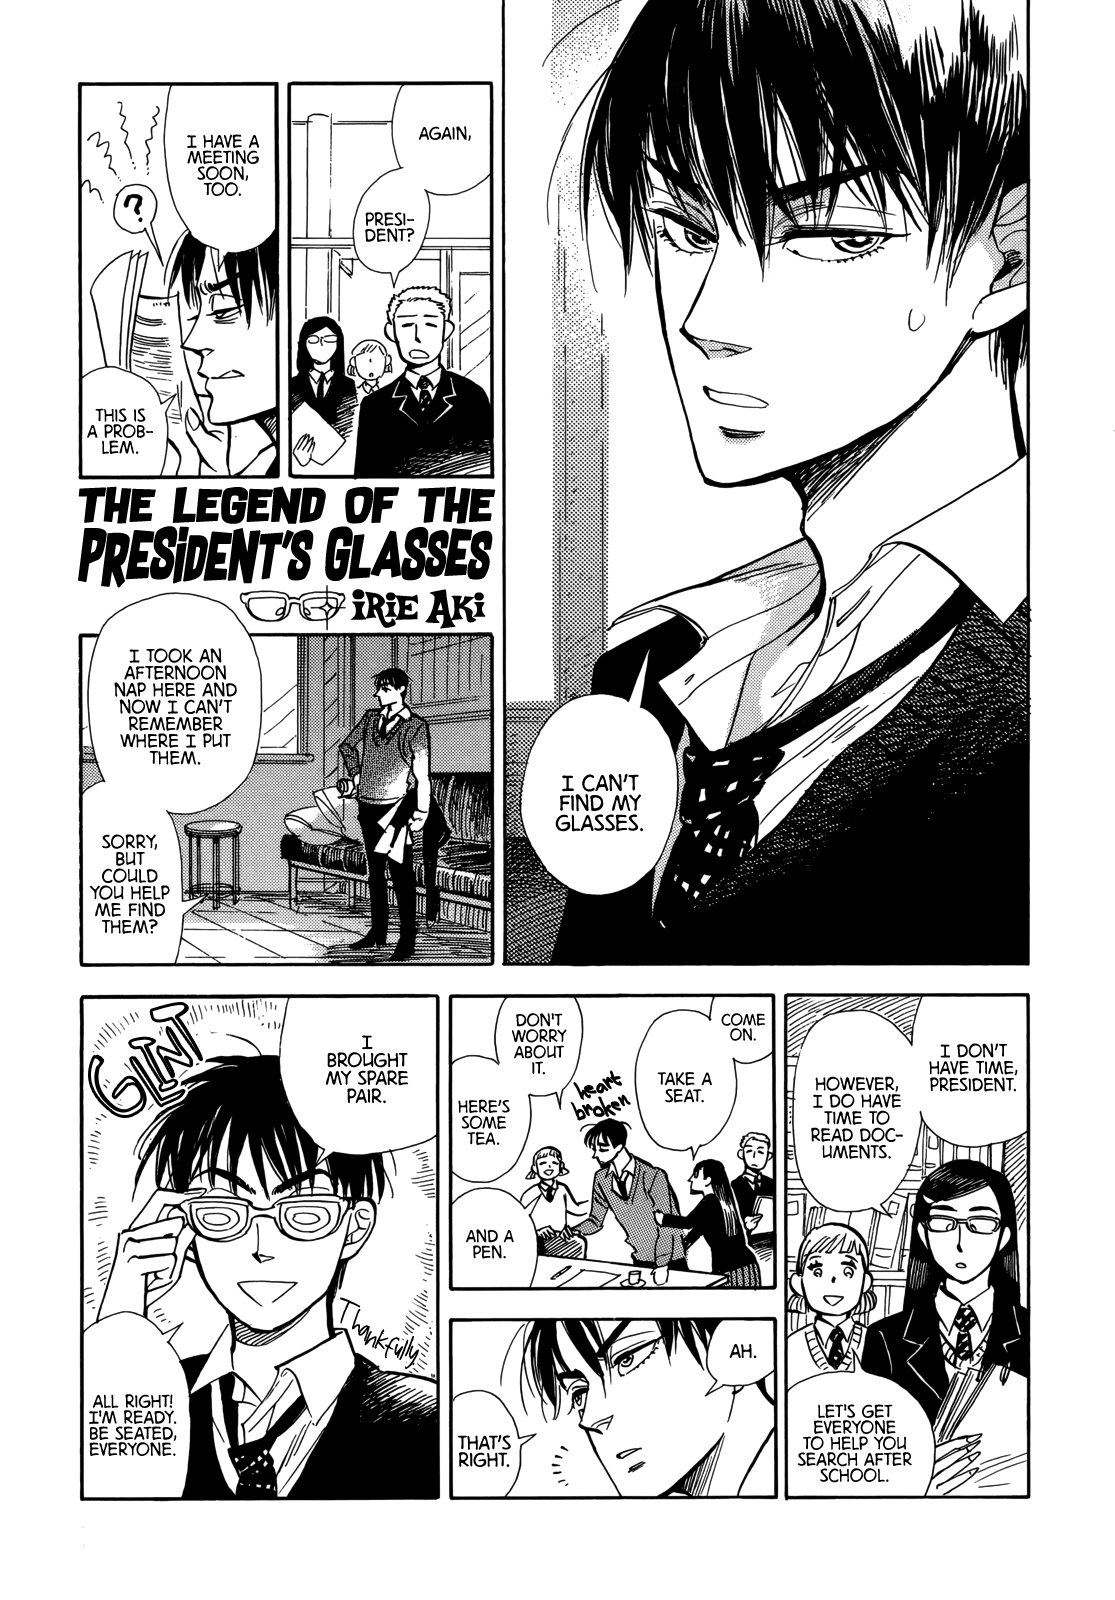 I CAN'T
FIND MY
GLASSES.
AGAIN,
PRESI-
DENT?
I HAVE A
MEETING
SOON,
TOO.
?
THIS IS
A PROB-
LEM.
THE LEGEND OF THE
PRESIDENT'S GLASSES
IRIE AKI
I TOOK AN
AFTERNOON
NAP HERE AND
NOW I CAN'T
REMEMBER
WHERE I PUT
THEM.
SORRY,
BUT
COULD
YOU HELP
ME FIND
THEM?
I DON'T
HAVE TIME,
PRESIDENT.
HOWEVER,
I DO HAVE
TIME TO
READ DOC-
UMENTS.
LET'S GET
EVERYONE
TO HELP YOU
SEARCH AFTER
SCHOOL.
COME
ON.
TAKE A
SEAT.
heart
broken
DON'T
WORRY
ABOUT
IT.
HERE'S
SOME
TEA.
AND A
PEN.
AH.
THAT'S
RIGHT.
I
BROUGHT
MY SPARE
PAIR.
GLINT
Thankfully
ALL RIGHT!
I'M READY.
BE SEATED,
EVERYONE.